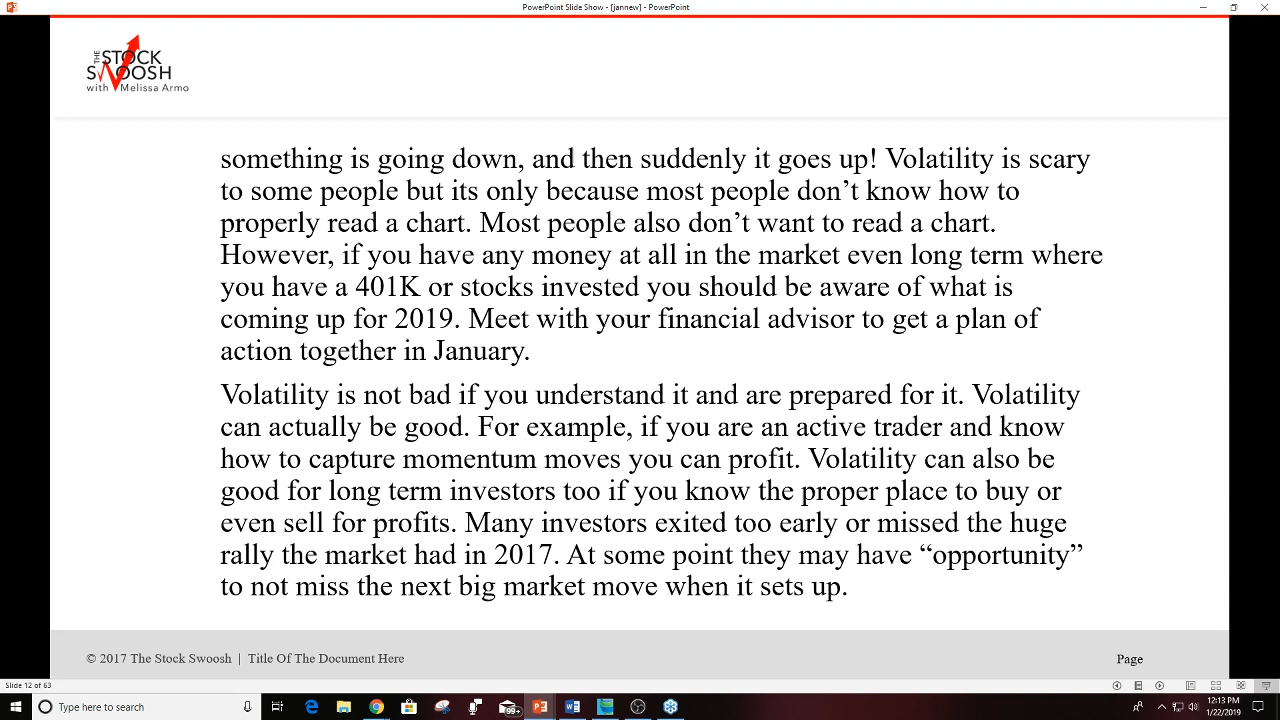 PowerPoint Slide Show - [jannew] - PowerPoint
THE STOCK
SWOOSH
with Melissa Armo
something is going down, and then suddenly it goes up! Volatility is scary
to some people but its only because most people don’t know how to
properly read a chart. Most people also don’t want to read a chart.
However, if you have any money at all in the market even long term where
you have a 401K or stocks invested you should be aware of what is
coming up for 2019. Meet with your financial advisor to get a plan of
action together in January.
Volatility is not bad if you understand it and are prepared for it. Volatility
can actually be good. For example, if you are an active trader and know
how to capture momentum moves you can profit. Volatility can also be
good for long term investors too if you know the proper place to buy or
even sell for profits. Many investors exited too early or missed the huge
rally the market had in 2017. At some point they may have “opportunity”
to not miss the next big market move when it sets up.
© 2017 The Stock Swoosh | Title Of The Document Here
Page
Slide 12 of 63
Type here to search
99+
12:13 PM
1/22/2019